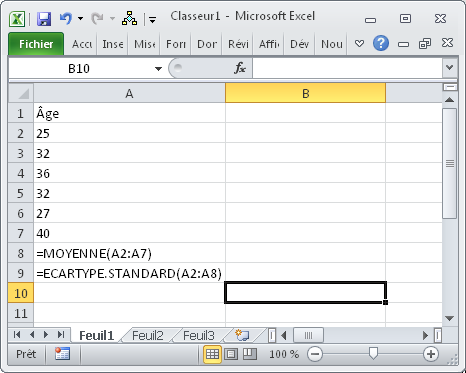 Classeur1 - Microsoft Excel
Fichier Accu Inse Mise For Don Révi Affi Dév Nou
B10 fx
A B
1 Âge
2 25
3 32
4 36
5 32
6 27
7 40
8 =MOYENNE(A2:A7)
9 =ECARTYPE.STANDARD(A2:A8)
10
11
Feuil1 Feuil2 Feuil3
Prêt 100 %